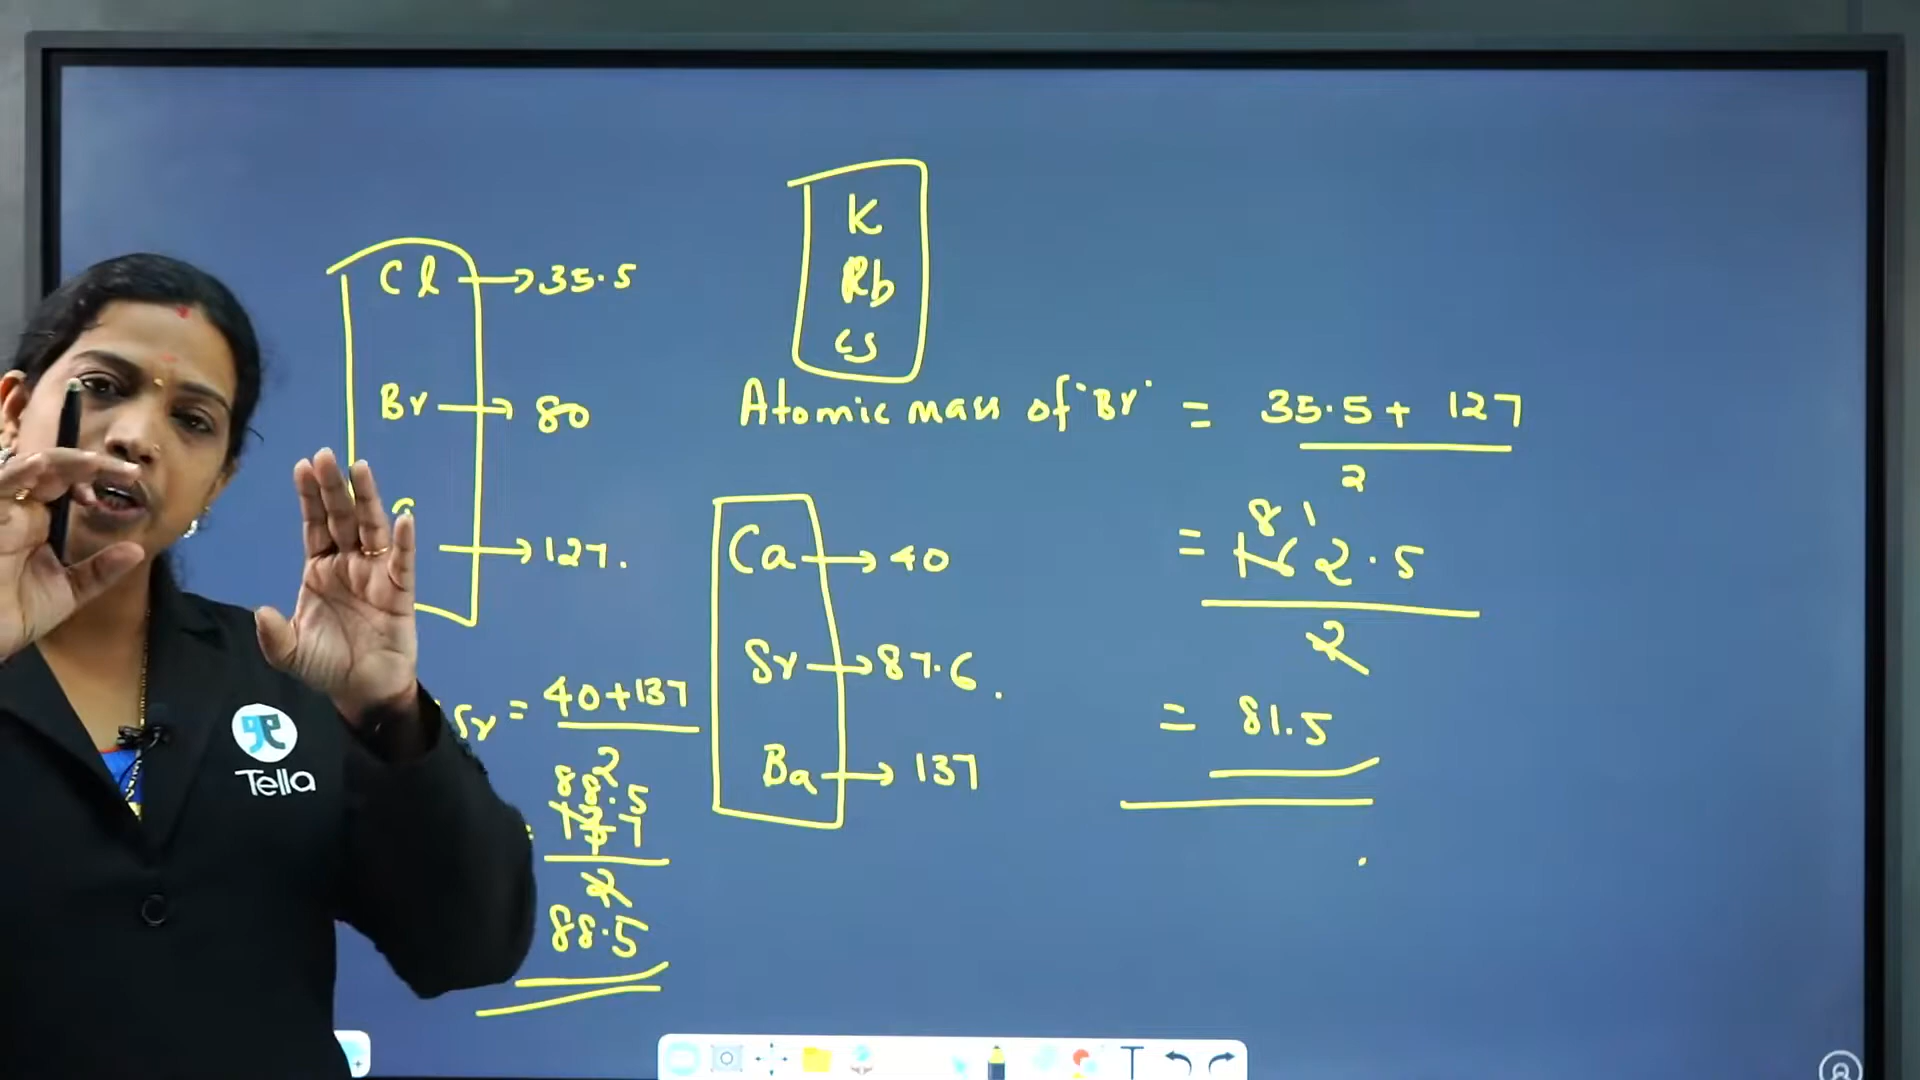 K
Rb
Cs
Cl → 35.5
Br → 80
→ 127.
Atomic mass of "Br" = 35.5 + 127
2
= 162.5
81
2
= 81.5
Ca → 40
Sr → 87.6.
Ba → 137
Sr = 40+137
2
88.5
2
88.5
Tella